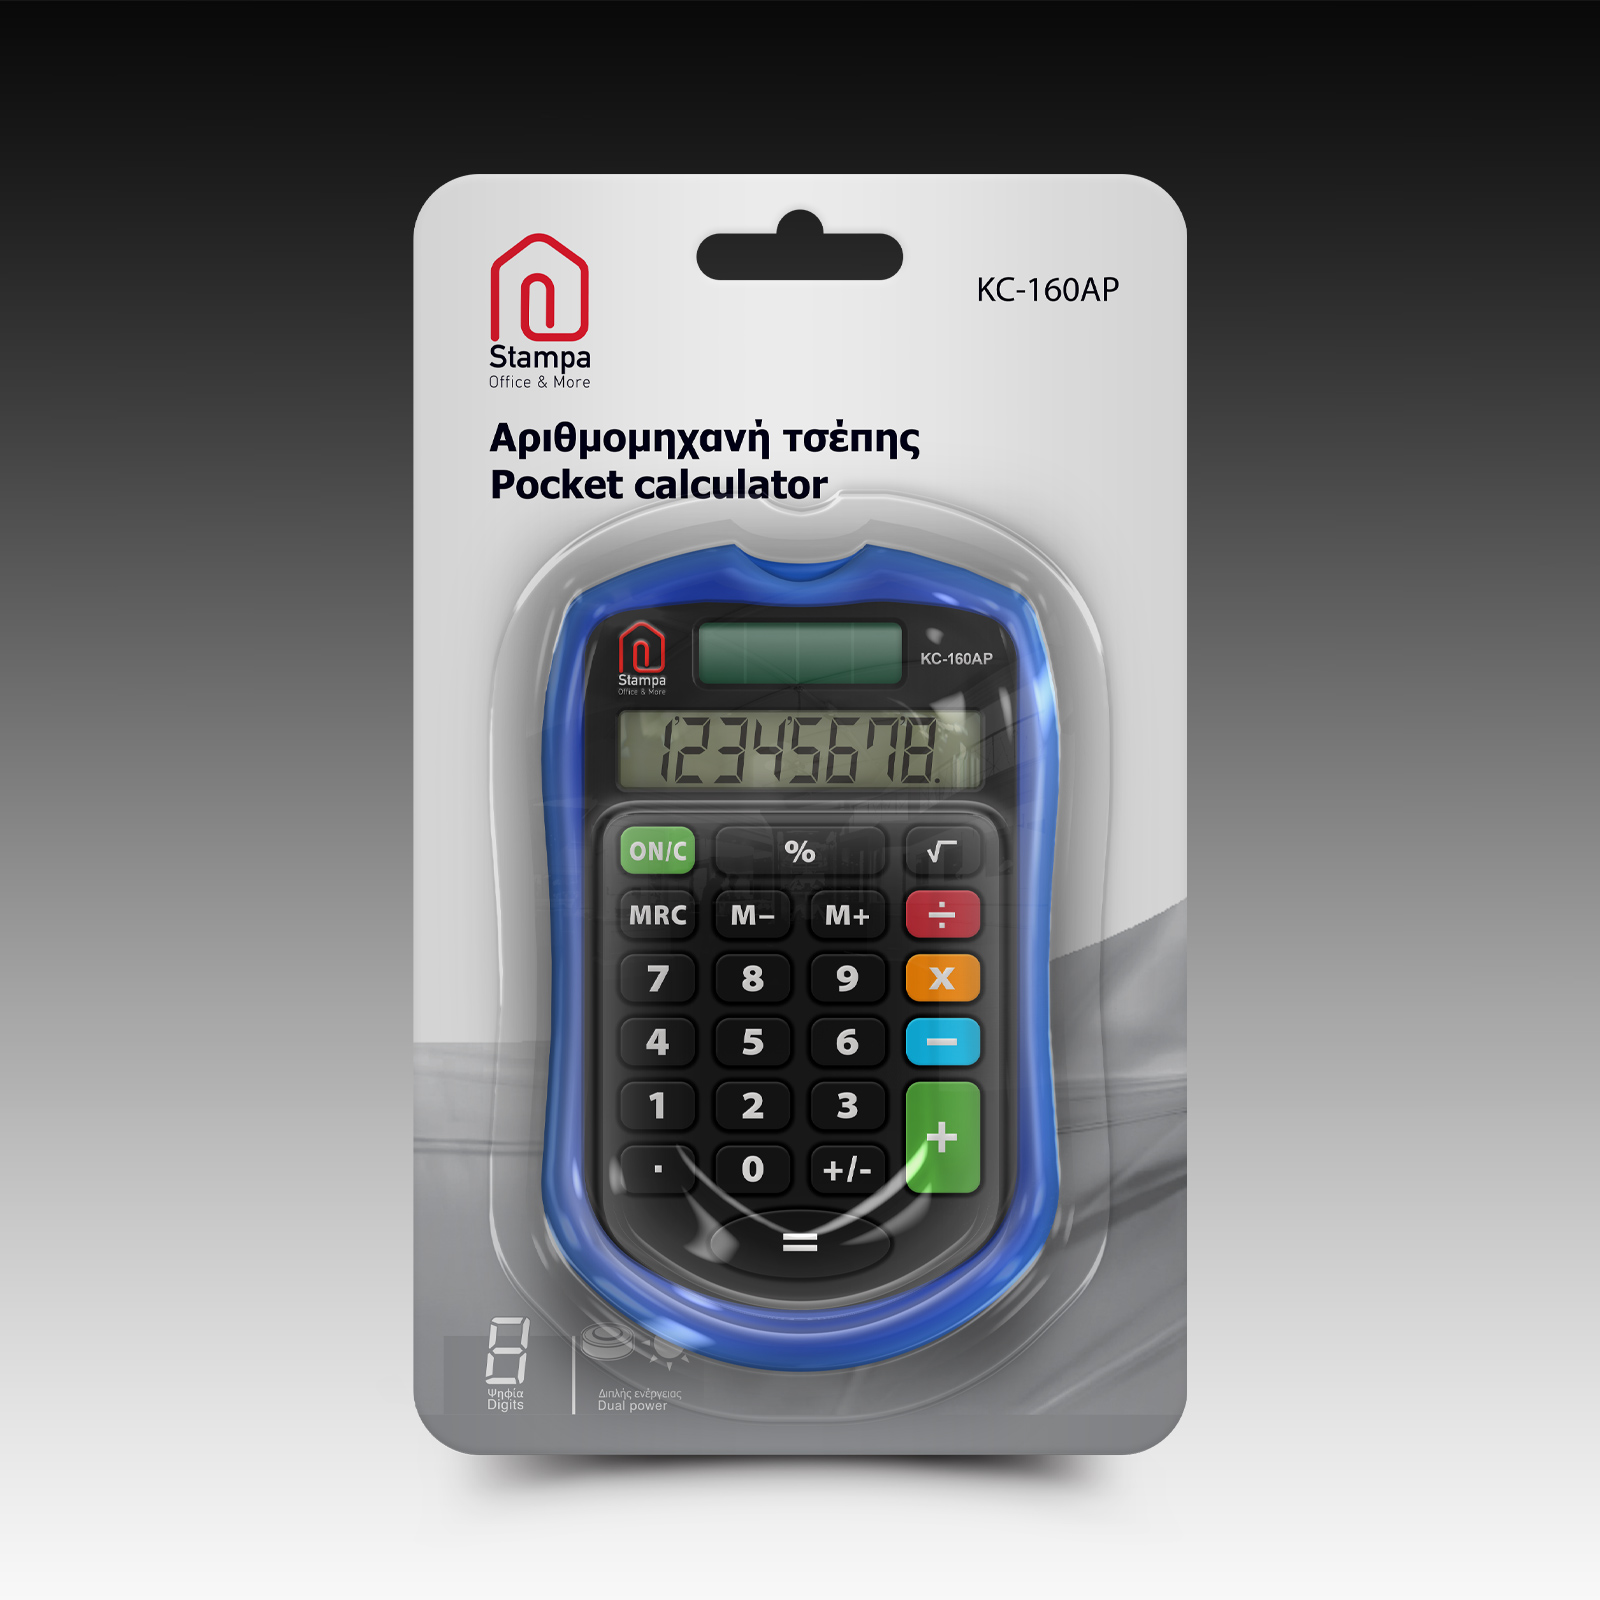 Stampa
Office & More
KC-160AP
Αριθμομηχανή τσέπης
Pocket calculator
Stampa
Office & More
KC-160AP
12345678.
ON/C % √
MRC M− M+ ÷
7 8 9 x
4 5 6 −
1 2 3 +
· 0 +/-
=
8
Ψηφία
Digits
Διπλής ενέργειας
Dual power